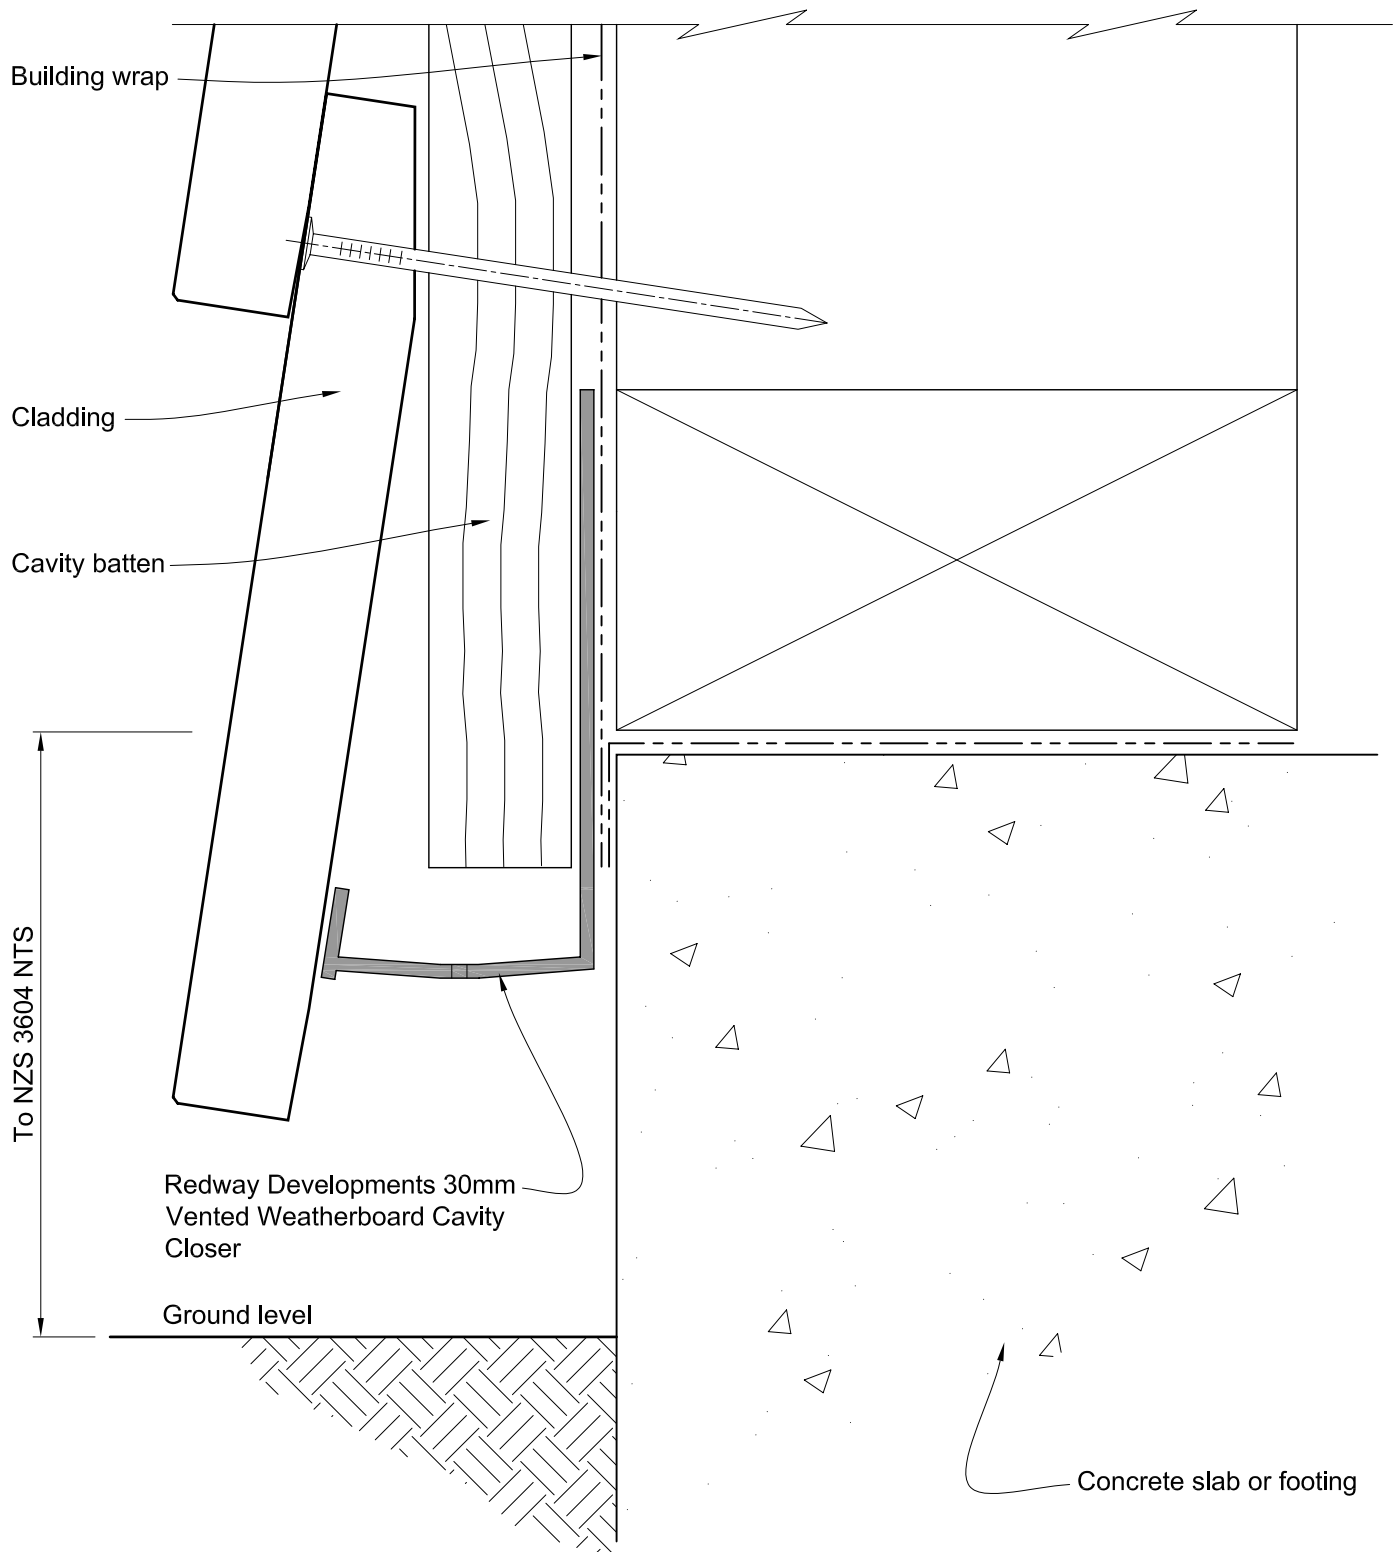 Building wrap
Cladding
Cavity batten
To NZS 3604 NTS
Redway Developments 30mm
Vented Weatherboard Cavity
Closer
Ground level
Concrete slab or footing